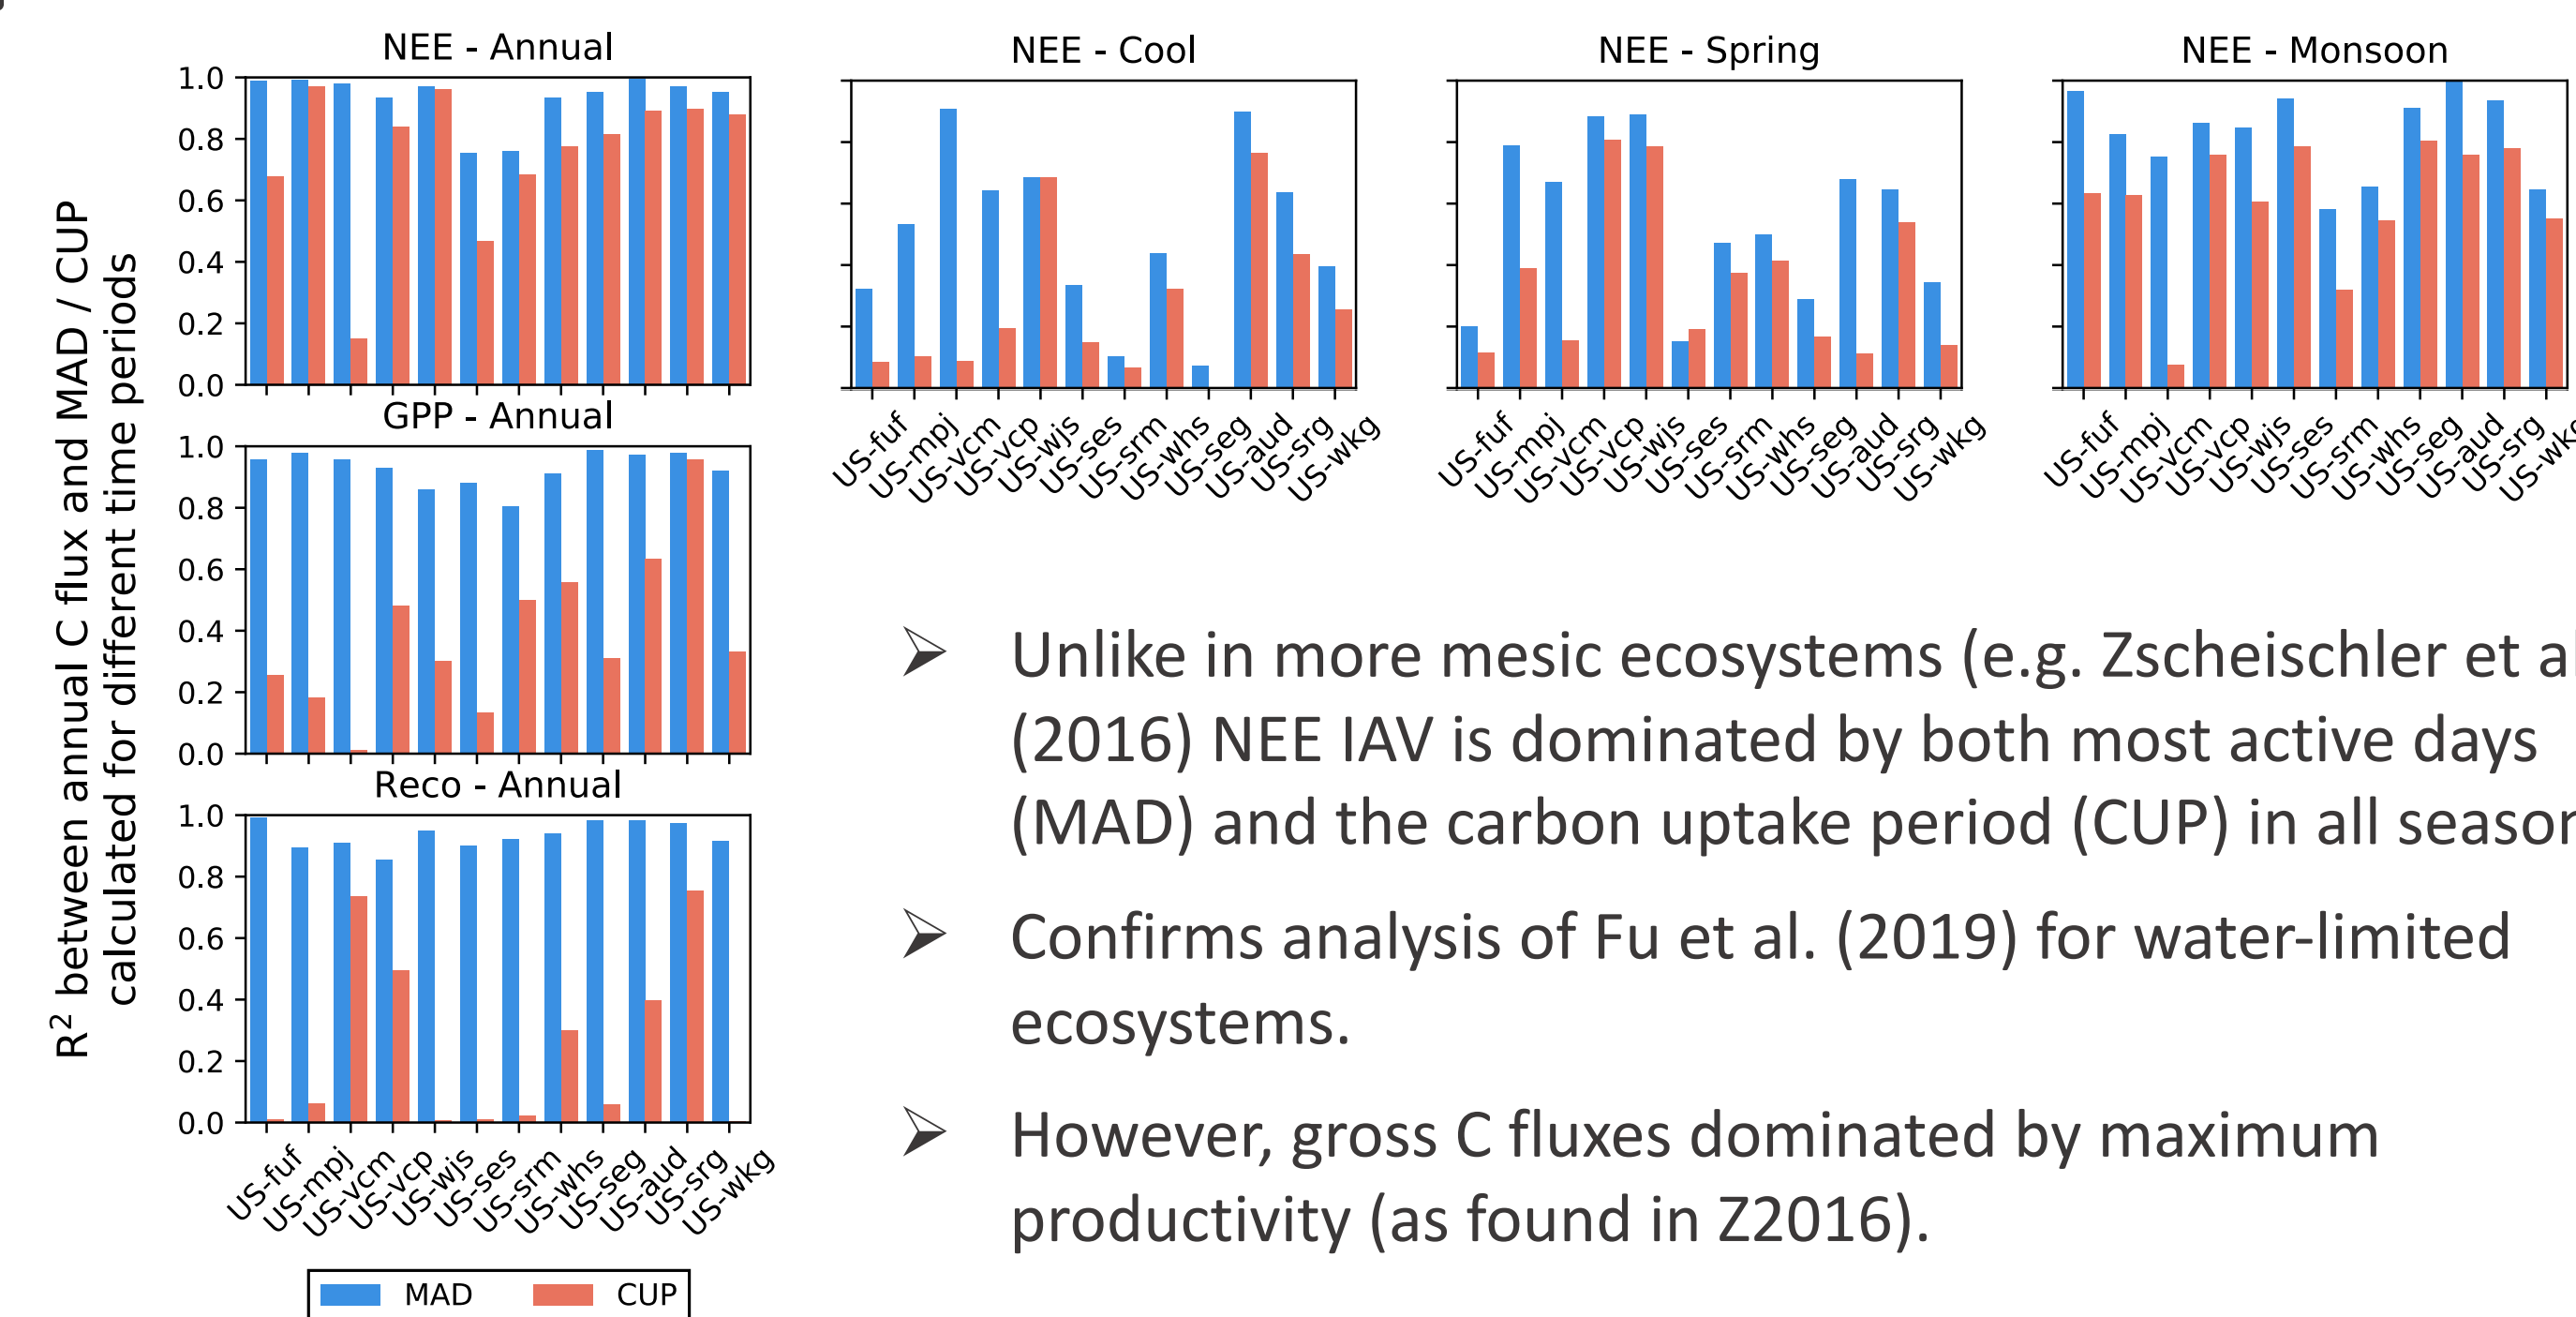 R² between annual C flux and MAD / CUP
calculated for different time periods
NEE - Annual
1.0
0.8
0.6
0.4
0.2
0.0
GPP - Annual
1.0
0.8
0.6
0.4
0.2
0.0
Reco - Annual
1.0
0.8
0.6
0.4
0.2
0.0
US-fuf
US-mpj
US-vcm
US-vcp
US-wjs
US-ses
US-srm
US-whs
US-seg
US-aud
US-srg
US-wkg
MAD CUP
NEE - Cool
US-fuf
US-mpj
US-vcm
US-vcp
US-wjs
US-ses
US-srm
US-whs
US-seg
US-aud
US-srg
US-wkg
NEE - Spring
US-fuf
US-mpj
US-vcm
US-vcp
US-wjs
US-ses
US-srm
US-whs
US-seg
US-aud
US-srg
US-wkg
NEE - Monsoon
US-fuf
US-mpj
US-vcm
US-vcp
US-wjs
US-ses
US-srm
US-whs
US-seg
US-aud
US-srg
US-wkg
➢ Unlike in more mesic ecosystems (e.g. Zscheischler et al
(2016) NEE IAV is dominated by both most active days
(MAD) and the carbon uptake period (CUP) in all season
➢ Confirms analysis of Fu et al. (2019) for water-limited
ecosystems.
➢ However, gross C fluxes dominated by maximum
productivity (as found in Z2016).